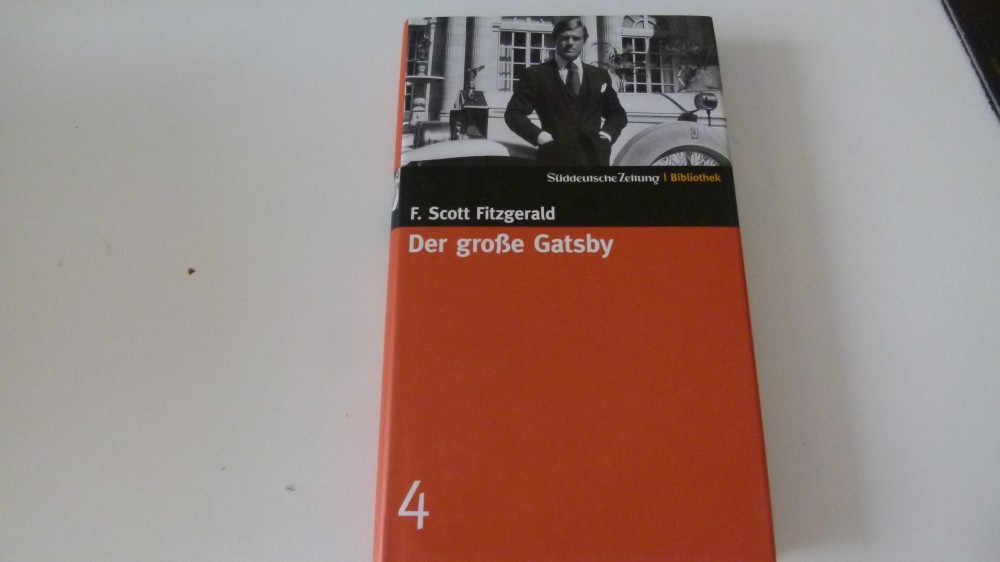 Süddeutsche Zeitung | Bibliothek
F. Scott Fitzgerald
Der große Gatsby
4